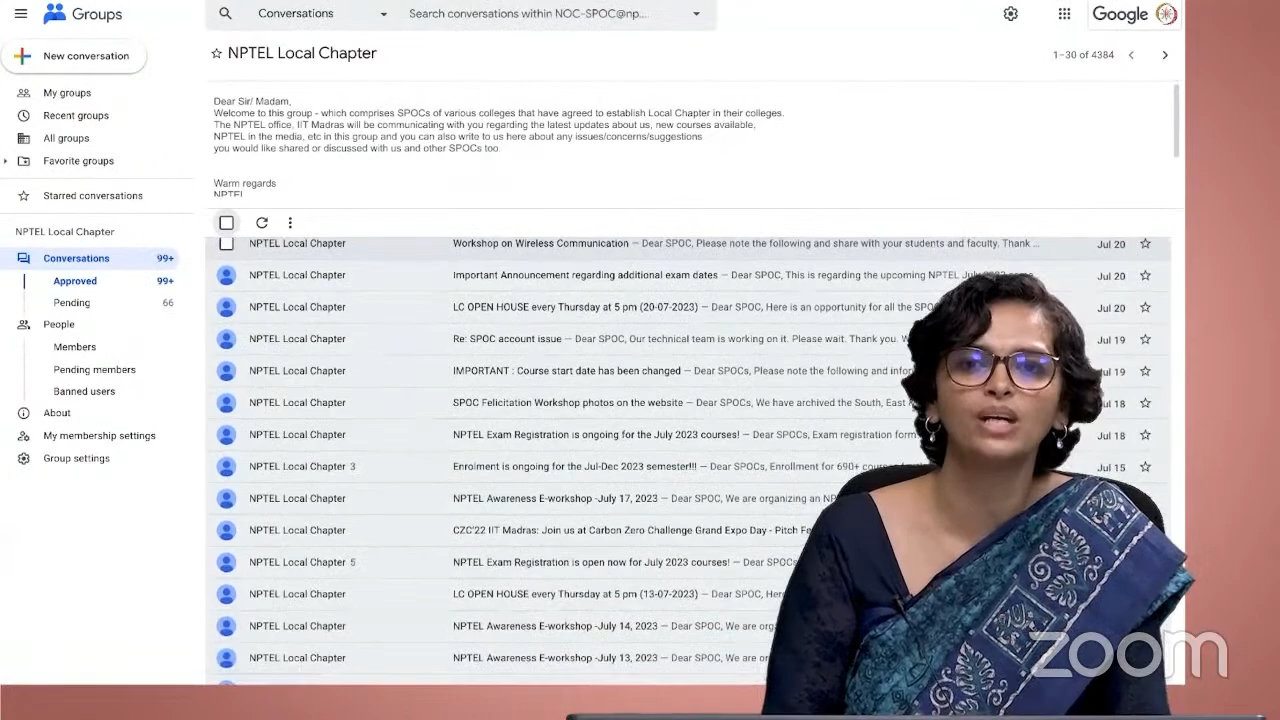 Groups
Conversations
Search conversations within NOC-SPOC@np...
Google
New conversation
NPTEL Local Chapter
1–30 of 4384
My groups
Recent groups
All groups
Favorite groups
Starred conversations
NPTEL Local Chapter
Conversations 99+
Approved 99+
Pending 66
People
Members
Pending members
Banned users
About
My membership settings
Group settings
Dear Sir/ Madam,
Welcome to this group - which comprises SPOCs of various colleges that have agreed to establish Local Chapter in their colleges.
The NPTEL office, IIT Madras will be communicating with you regarding the latest updates about us, new courses available,
NPTEL in the media, etc in this group and you can also write to us here about any issues/concerns/suggestions
you would like shared or discussed with us and other SPOCs too.
Warm regards
NPTEL
NPTEL Local Chapter Workshop on Wireless Communication – Dear SPOC, Please note the following and share with your students and faculty. Thank ... Jul 20
NPTEL Local Chapter Important Announcement regarding additional exam dates – Dear SPOC, This is regarding the upcoming NPTEL July Jul 20
NPTEL Local Chapter LC OPEN HOUSE every Thursday at 5 pm (20-07-2023) – Dear SPOC, Here is an opportunity for all the Jul 20
NPTEL Local Chapter Re: SPOC account issue – Dear SPOC, Our technical team is working on it. Please wait. Thank you. Jul 19
NPTEL Local Chapter IMPORTANT : Course start date has been changed – Dear SPOCs, Please note the following and 19
NPTEL Local Chapter SPOC Felicitation Workshop photos on the website – Dear SPOCs, We have archived the South, East Jul 18
NPTEL Local Chapter NPTEL Exam Registration is ongoing for the July 2023 courses! – Dear SPOCs, Exam registration form Jul 18
NPTEL Local Chapter 3 Enrolment is ongoing for the Jul-Dec 2023 semester!!! – Dear SPOCs, Enrollment for 690+ Jul 15
NPTEL Local Chapter NPTEL Awareness E-workshop -July 17, 2023 – Dear SPOC, We are organizing an
NPTEL Local Chapter CZC'22 IIT Madras: Join us at Carbon Zero Challenge Grand Expo Day - Pitch
NPTEL Local Chapter 5 NPTEL Exam Registration is open now for July 2023 courses! – Dear
NPTEL Local Chapter LC OPEN HOUSE every Thursday at 5 pm (13-07-2023) – Dear SPOC,
NPTEL Local Chapter NPTEL Awareness E-workshop -July 14, 2023 – Dear SPOC, We are
NPTEL Local Chapter NPTEL Awareness E-workshop -July 13, 2023 – Dear SPOC, We are
zoom